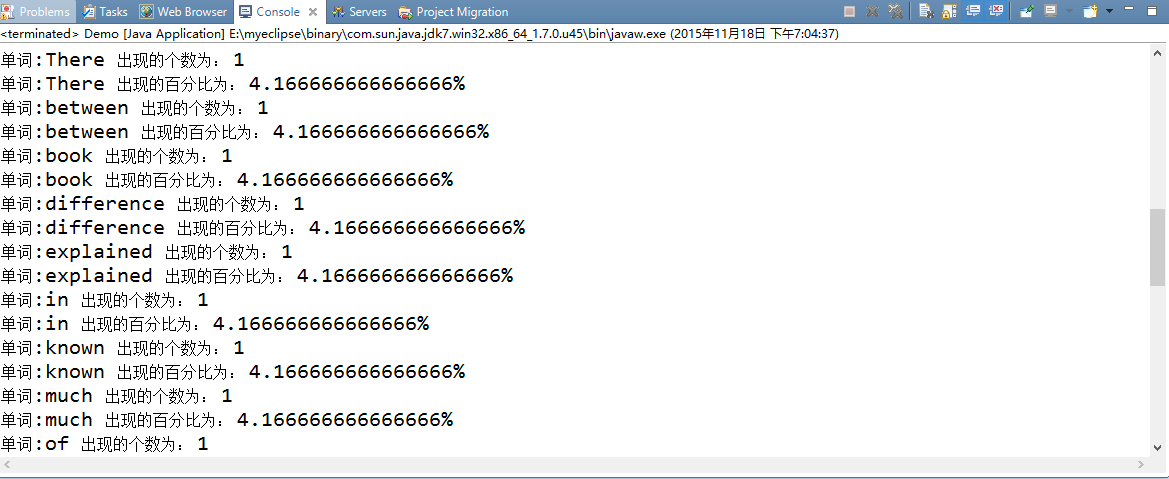 Problems Tasks Web Browser Console Servers Project Migration
<terminated> Demo [Java Application] E:\myeclipse\binary\com.sun.java.jdk7.win32.x86_64_1.7.0.u45\bin\javaw.exe (2015年11月18日 下午7:04:37)
单词:There 出现的个数为：1
单词:There 出现的百分比为：4.166666666666666%
单词:between 出现的个数为：1
单词:between 出现的百分比为：4.166666666666666%
单词:book 出现的个数为：1
单词:book 出现的百分比为：4.166666666666666%
单词:difference 出现的个数为：1
单词:difference 出现的百分比为：4.166666666666666%
单词:explained 出现的个数为：1
单词:explained 出现的百分比为：4.166666666666666%
单词:in 出现的个数为：1
单词:in 出现的百分比为：4.166666666666666%
单词:known 出现的个数为：1
单词:known 出现的百分比为：4.166666666666666%
单词:much 出现的个数为：1
单词:much 出现的百分比为：4.166666666666666%
单词:of 出现的个数为：1